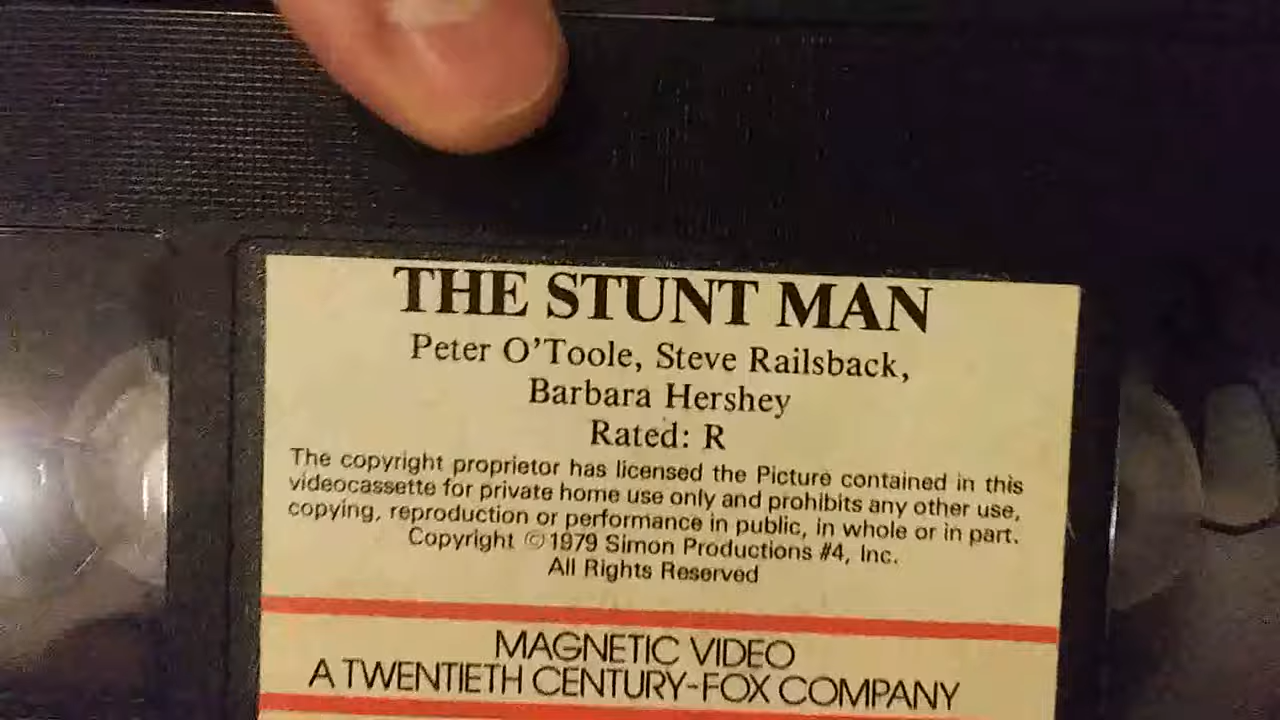 THE STUNT MAN
Peter O'Toole, Steve Railsback,
Barbara Hershey
Rated: R
The copyright proprietor has licensed the Picture contained in this
videocassette for private home use only and prohibits any other use,
copying, reproduction or performance in public, in whole or in part.
Copyright ©1979 Simon Productions #4, Inc.
All Rights Reserved
MAGNETIC VIDEO
A TWENTIETH CENTURY-FOX COMPANY